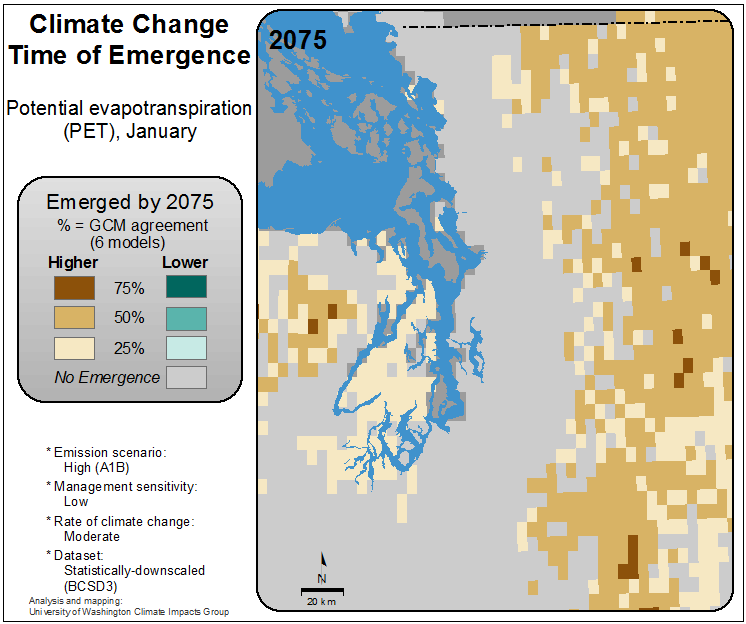 Climate Change
Time of Emergence
Potential evapotranspiration
(PET), January
Emerged by 2075
% = GCM agreement
(6 models)
Higher Lower
75%
50%
25%
No Emergence
* Emission scenario:
High (A1B)
* Management sensitivity:
Low
* Rate of climate change:
Moderate
* Dataset:
Statistically-downscaled
(BCSD3)
Analysis and mapping:
University of Washington Climate Impacts Group
2075
N
20 km